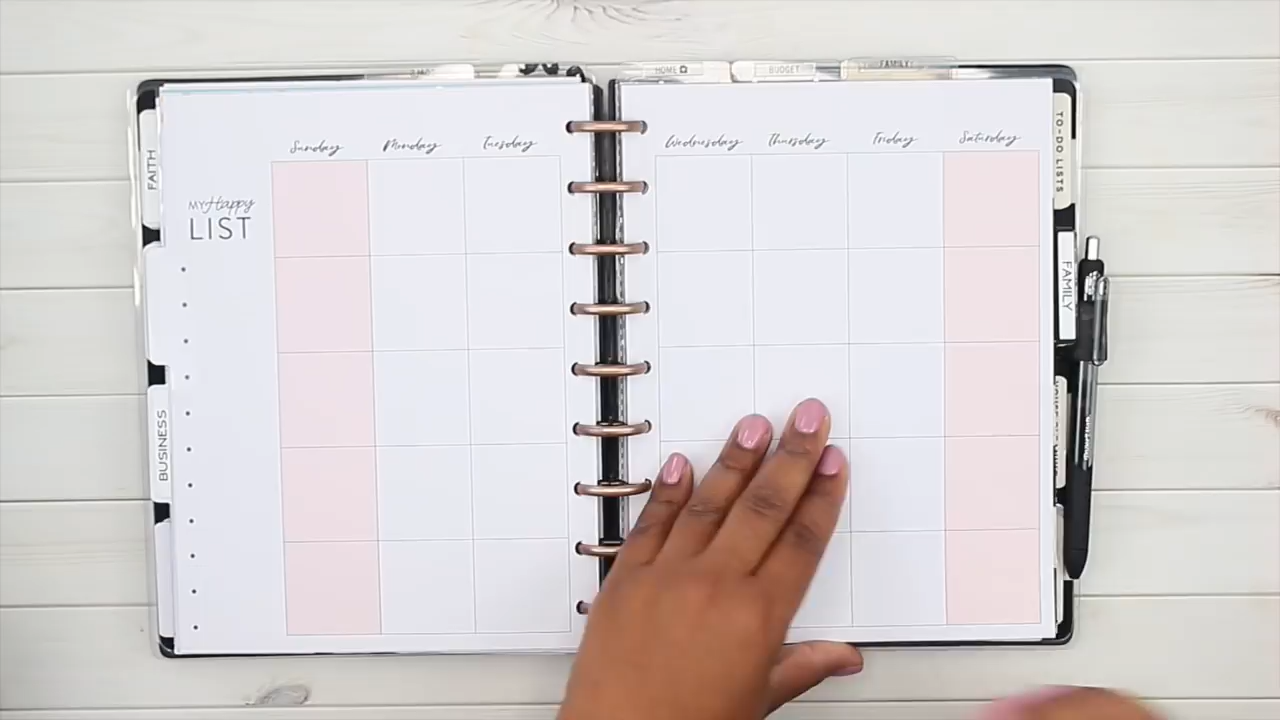 HOME
BUDGET
FAMILY
Sunday Monday Tuesday
Wednesday Thursday Friday Saturday
FAITH
MY Happy
LIST
BUSINESS
TO-DO LISTS
FAMILY